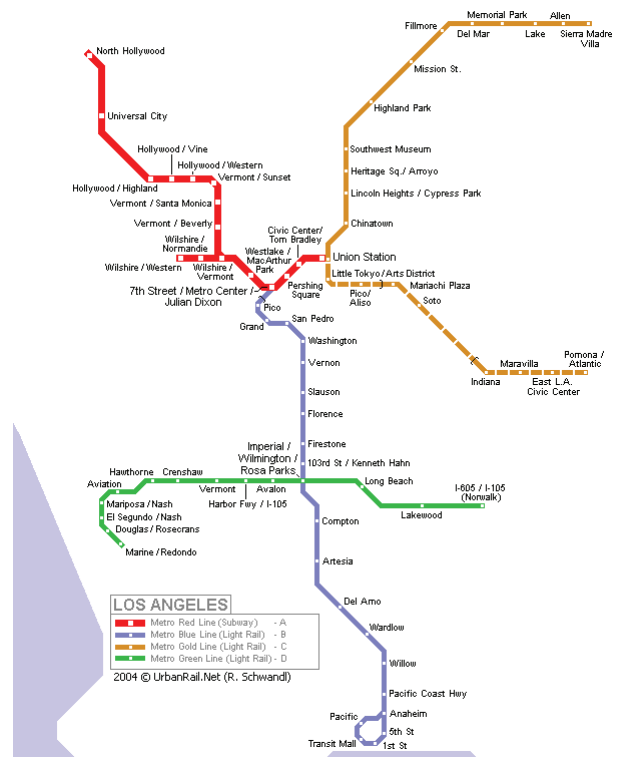 Memorial Park
Allen
Fillmore
Del Mar
Lake
Sierra Madre
Villa
North Hollywood
Mission St.
Highland Park
Universal City
Hollywood / Vine
Southwest Museum
Hollywood / Western
Heritage Sq./ Arroyo
Vermont / Sunset
Hollywood / Highland
Lincoln Heights / Cypress Park
Vermont / Santa Monica
Vermont / Beverly
Chinatown
Civic Center/
Tom Bradley
Wilshire /
Normandie
Westlake /
MacArthur
Park
Union Station
Wilshire / Western
Wilshire /
Vermont
Little Tokyo/Arts District
Pershing
Square
Pico/
Aliso
Mariachi Plaza
Soto
7th Street / Metro Center /
Julian Dixon
Pico
Grand
San Pedro
Washington
Vernon
Maravilla
Pomona /
Atlantic
Indiana
East L.A.
Civic Center
Slauson
Florence
Firestone
Imperial /
Wilmington /
Rosa Parks
103rd St / Kenneth Hahn
Hawthorne
Crenshaw
Aviation
Vermont
Avalon
Long Beach
I-605 / I-105
(Norwalk)
Harbor Fwy / I-105
Lakewood
Mariposa / Nash
El Segundo / Nash
Douglas / Rosecrans
Marine / Redondo
Compton
Artesia
Del Amo
Wardlow
Willow
Pacific Coast Hwy
Pacific
Anaheim
5th St
Transit Mall
1st St
LOS ANGELES
Metro Red Line (Subway) - A
Metro Blue Line (Light Rail) - B
Metro Gold Line (Light Rail) - C
Metro Green Line (Light Rail) - D
2004 © UrbanRail.Net (R. Schwandl)